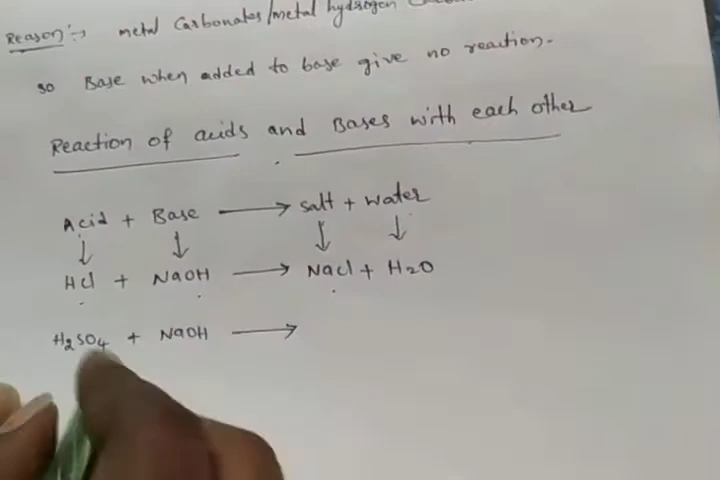 Reason :- metal Carbonates/metal hydrogen
so Base when added to base give no reaction.
Reaction of acids and Bases with each other
Acid + Base ⟶ salt + water
↓ ↓ ↓ ↓
HCl + NaOH ⟶ NaCl + H₂O
H₂SO₄ + NaOH ⟶